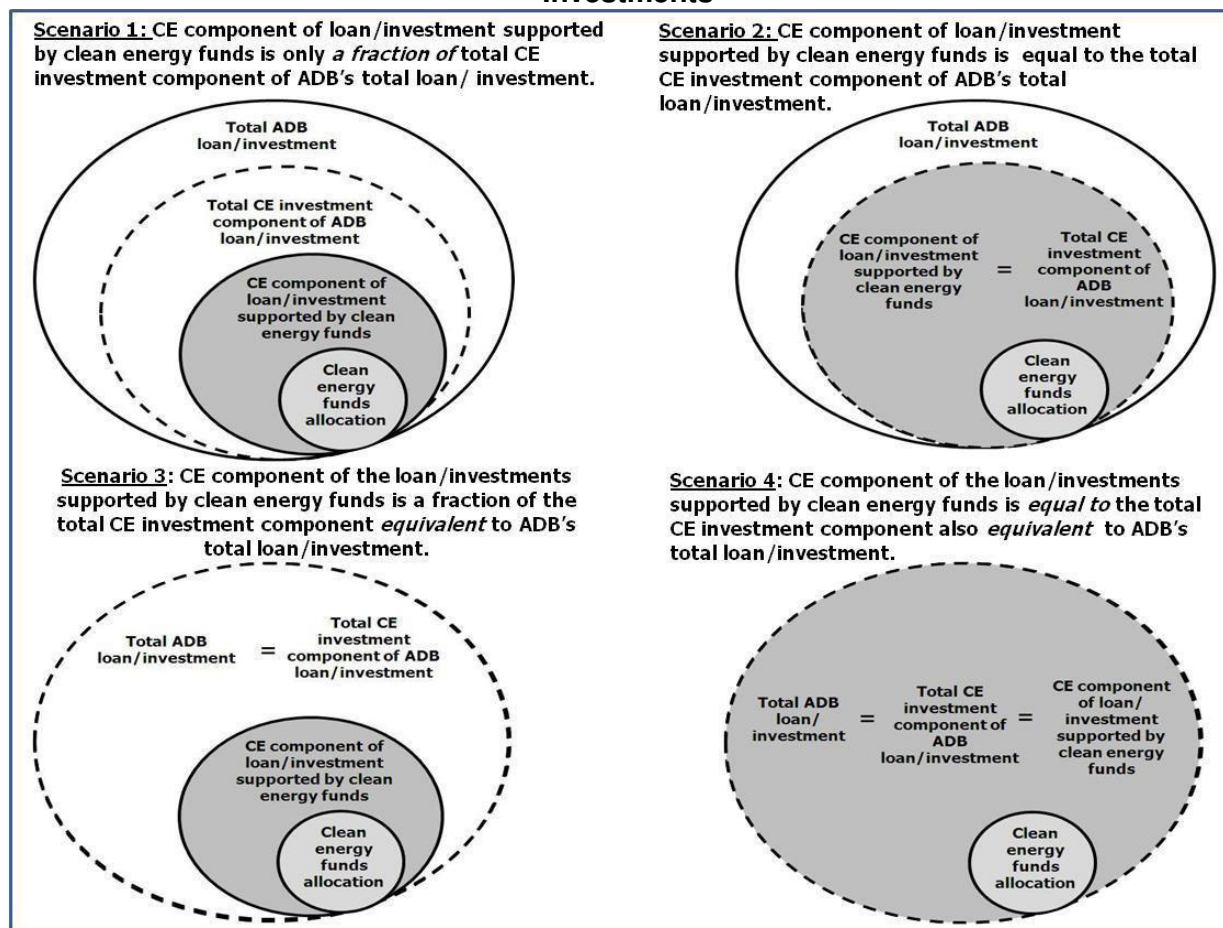 Investments
Scenario 1: CE component of loan/investment supported
by clean energy funds is only a fraction of total CE
investment component of ADB's total loan/ investment.
Total ADB
loan/investment
Total CE investment
component of ADB
loan/investment
CE component of
loan/investment
supported by clean
energy funds
Clean
energy
funds
allocation
Scenario 2: CE component of loan/investment
supported by clean energy funds is equal to the total
CE investment component of ADB's total
loan/investment.
Total ADB
loan/investment
CE component of
loan/investment
supported by
clean energy
funds
=
Total CE
investment
component of
ADB
loan/investment
Clean
energy
funds
allocation
Scenario 3: CE component of the loan/investments
supported by clean energy funds is a fraction of the
total CE investment component equivalent to ADB's
total loan/investment.
Total ADB
loan/investment
=
Total CE
investment
component of ADB
loan/investment
CE component of
loan/investment
supported by clean
energy funds
Clean
energy
funds
allocation
Scenario 4: CE component of the loan/investments
supported by clean energy funds is equal to the total
CE investment component also equivalent to ADB's
total loan/investment.
Total ADB
loan/
investment
=
Total CE
investment
component of
ADB
loan/investment
=
CE component
of loan/
investment
supported by
clean energy
funds
Clean
energy
funds
allocation